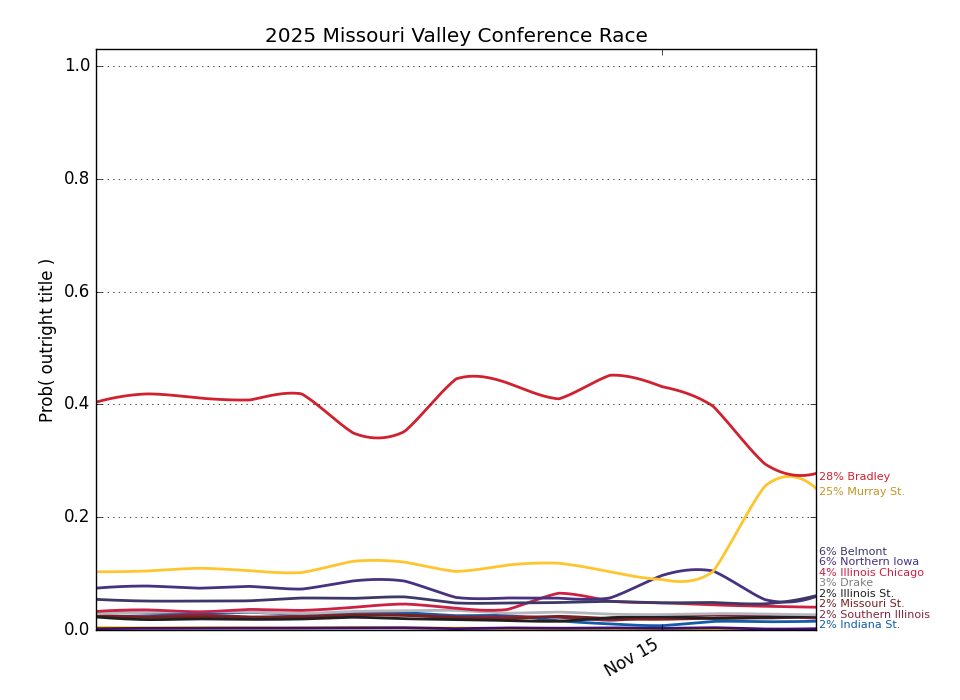 2025 Missouri Valley Conference Race
Prob( outright title )
1.0
0.8
0.6
0.4
0.2
0.0
Nov 15
28% Bradley
25% Murray St.
6% Belmont
6% Northern Iowa
4% Illinois Chicago
3% Drake
2% Illinois St.
2% Missouri St.
2% Southern Illinois
2% Indiana St.